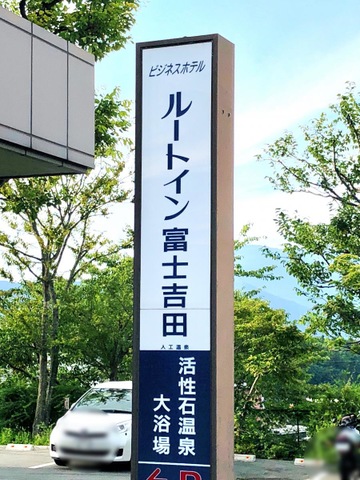 ビジネスホテル
ルートイン富士吉田
人工温泉
活性石温泉
大浴場
P